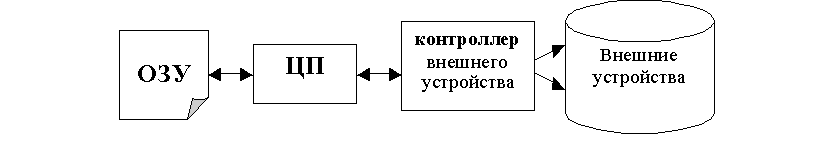 ОЗУ
ЦП
контроллер
внешнего
устройства
Внешние
устройства